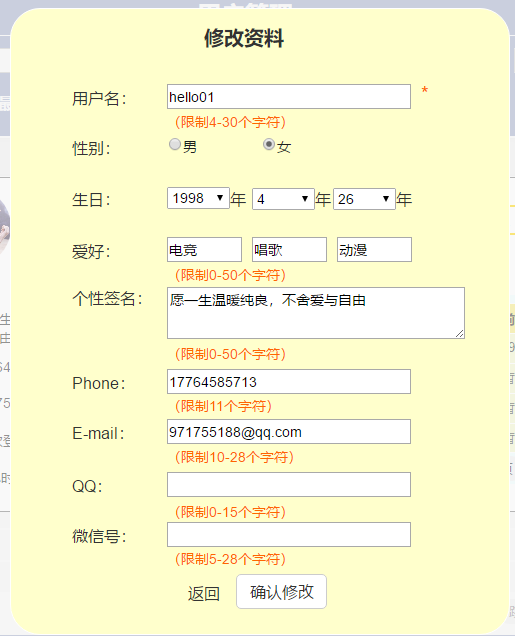 修改资料
用户名： hello01 *
（限制4-30个字符）
性别： 男 女
生日： 1998 年 4 年 26 年
爱好： 电竞 唱歌 动漫
（限制0-50个字符）
个性签名： 愿一生温暖纯良，不舍爱与自由
（限制0-50个字符）
Phone： 17764585713
（限制11个字符）
E-mail： 971755188@qq.com
（限制10-28个字符）
QQ：
（限制0-15个字符）
微信号：
（限制5-28个字符）
返回 确认修改